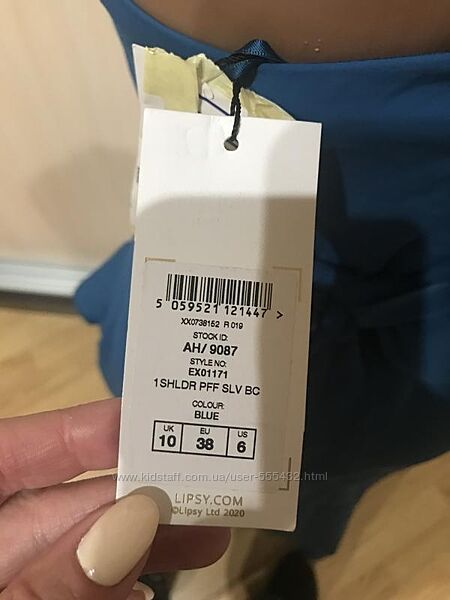 5 059521 121447 >
XX0738152 R 019
STOCK ID:
AH/ 9087
STYLE NO:
EX01171
1SHLDR PFF SLV BC
COLOUR:
BLUE
UK EU US
10 38 6
www.kidstaff.com.ua/user-555432.html
LIPSY.COM
©Lipsy Ltd 2020